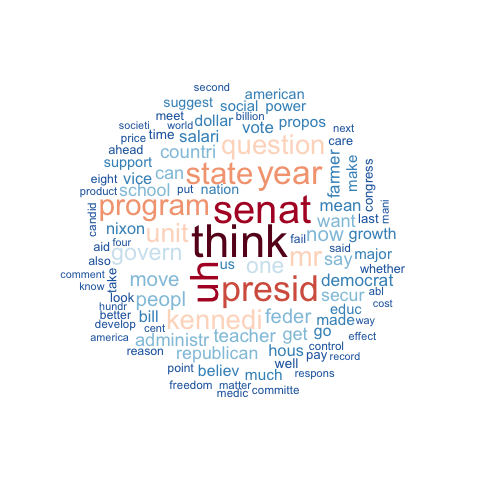 second
suggest
american
meet
social
power
societi
world
dollar
billion
propos
price
time
salari
vote
next
ahead
countri
question
care
support
can
state
year
farmer
make
congress
eight
vice
nation
product
school
put
mean
candid
program
senat
want
last
mani
nixon
unit
think
fail
now
growth
aid
four
govern
us
one
mr
say
said
major
also
whether
comment
take
move
uh
presid
democrat
know
look
peopl
secur
abl
hundr
better
bill
kennedi
feder
educ
cost
develop
cent
administr
teacher
get
made
way
america
go
effect
reason
republican
hous
control
pay
record
point
believ
much
well
respons
freedom
matter
medic
committe